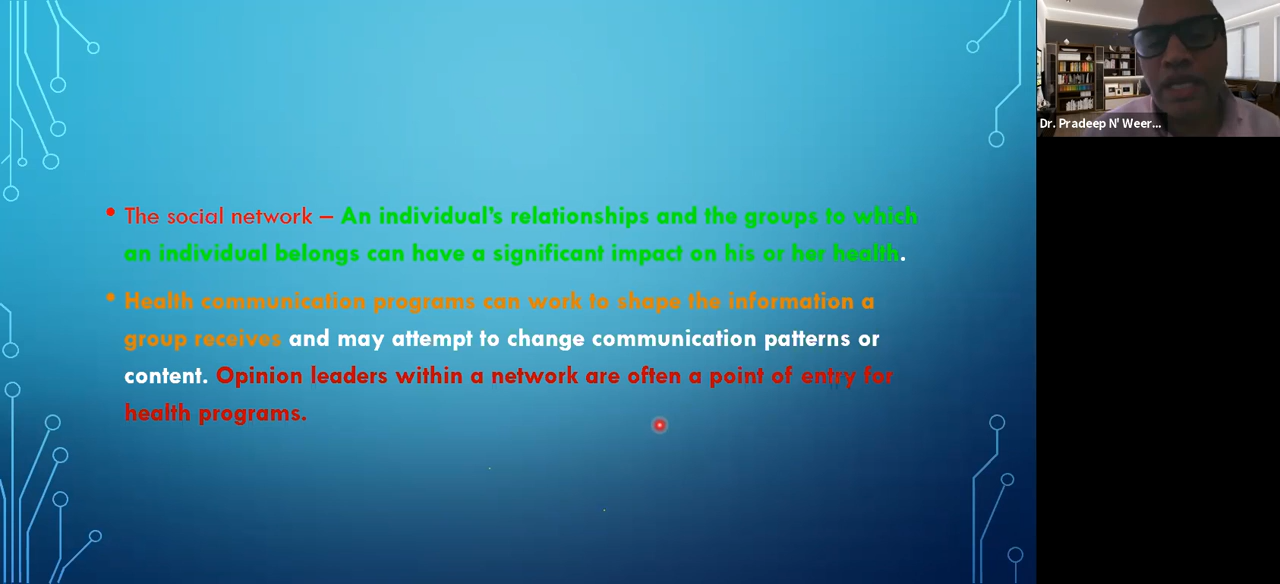 • The social network – An individual's relationships and the groups to which
an individual belongs can have a significant impact on his or her health.
• Health communication programs can work to shape the information a
group receives and may attempt to change communication patterns or
content. Opinion leaders within a network are often a point of entry for
health programs.
Dr. Pradeep N' Weer...